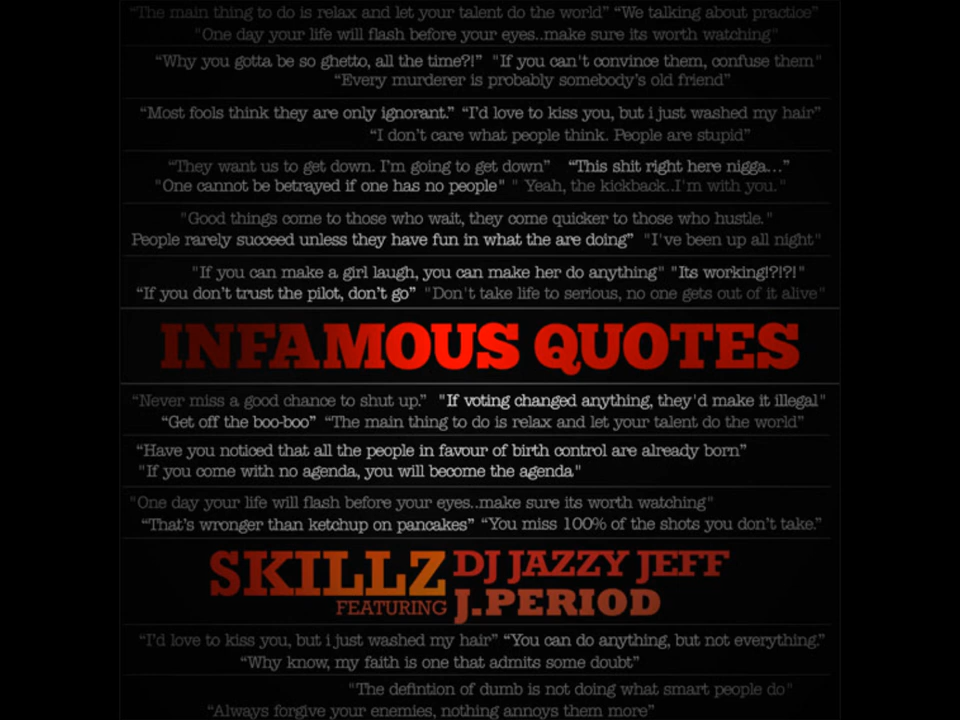 “The main thing to do is relax and let your talent do the world” “We talking about practice”
"One day your life will flash before your eyes..make sure its worth watching"
“Why you gotta be so ghetto, all the time?!” "If you can't convince them, confuse them"
“Every murderer is probably somebody’s old friend”
“Most fools think they are only ignorant.” “I’d love to kiss you, but i just washed my hair”
“I don’t care what people think. People are stupid”
“They want us to get down. I’m going to get down” “This shit right here nigga...”
"One cannot be betrayed if one has no people" " Yeah, the kickback..I'm with you."
"Good things come to those who wait, they come quicker to those who hustle."
People rarely succeed unless they have fun in what the are doing” "I've been up all night"
"If you can make a girl laugh, you can make her do anything" "Its working!?!?!"
“If you don’t trust the pilot, don’t go” "Don't take life to serious, no one gets out of it alive"
INFAMOUS QUOTES
“Never miss a good chance to shut up.” "If voting changed anything, they'd make it illegal"
“Get off the boo-boo” “The main thing to do is relax and let your talent do the world”
“Have you noticed that all the people in favour of birth control are already born”
"If you come with no agenda, you will become the agenda"
"One day your life will flash before your eyes..make sure its worth watching"
“That’s wronger than ketchup on pancakes” “You miss 100% of the shots you don’t take.”
SKILLZ DJ JAZZY JEFF
FEATURING J.PERIOD
“I’d love to kiss you, but i just washed my hair” “You can do anything, but not everything.”
“Why know, my faith is one that admits some doubt”
"The defintion of dumb is not doing what smart people do"
“Always forgive your enemies, nothing annoys them more”